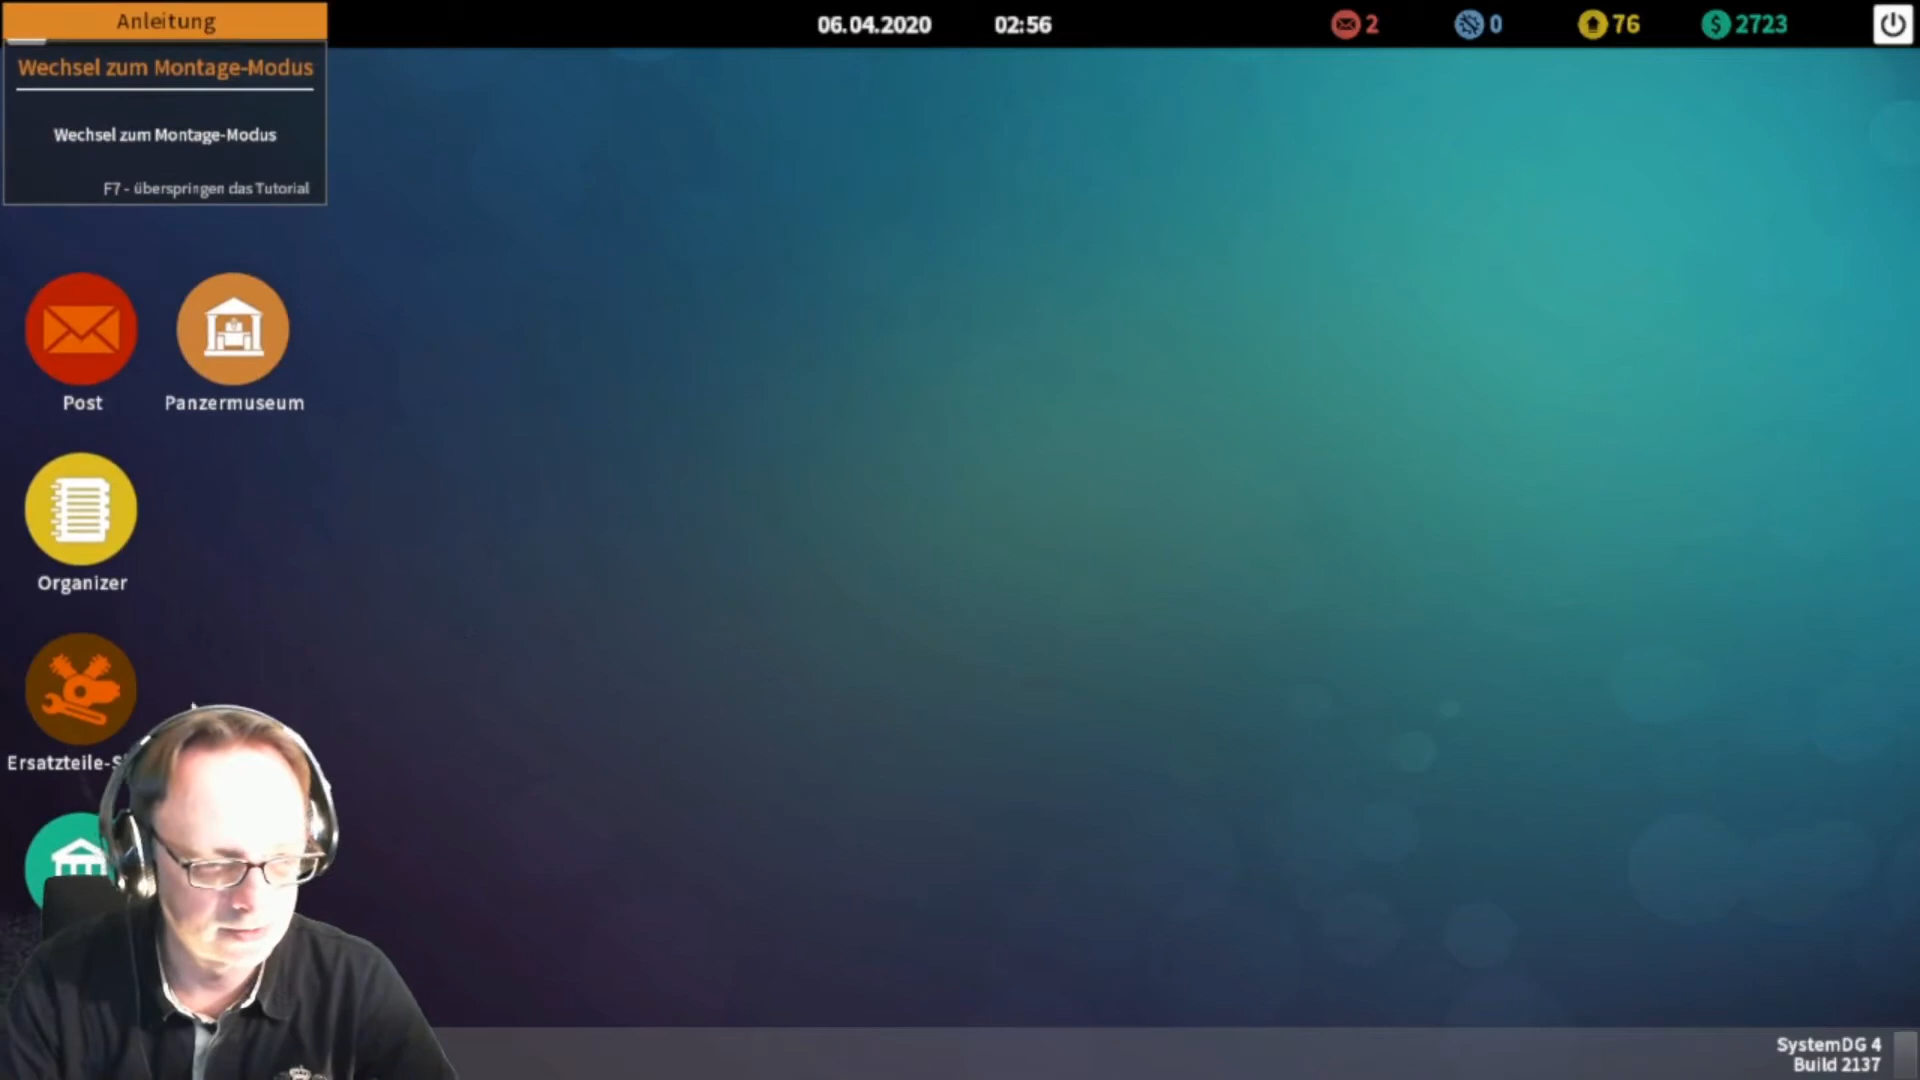 Anleitung
06.04.2020
02:56
2
0
76
2723
Wechsel zum Montage-Modus
Wechsel zum Montage-Modus
F7 - überspringen das Tutorial
Post
Panzermuseum
Organizer
Ersatzteile-S
SystemDG 4
Build 2137